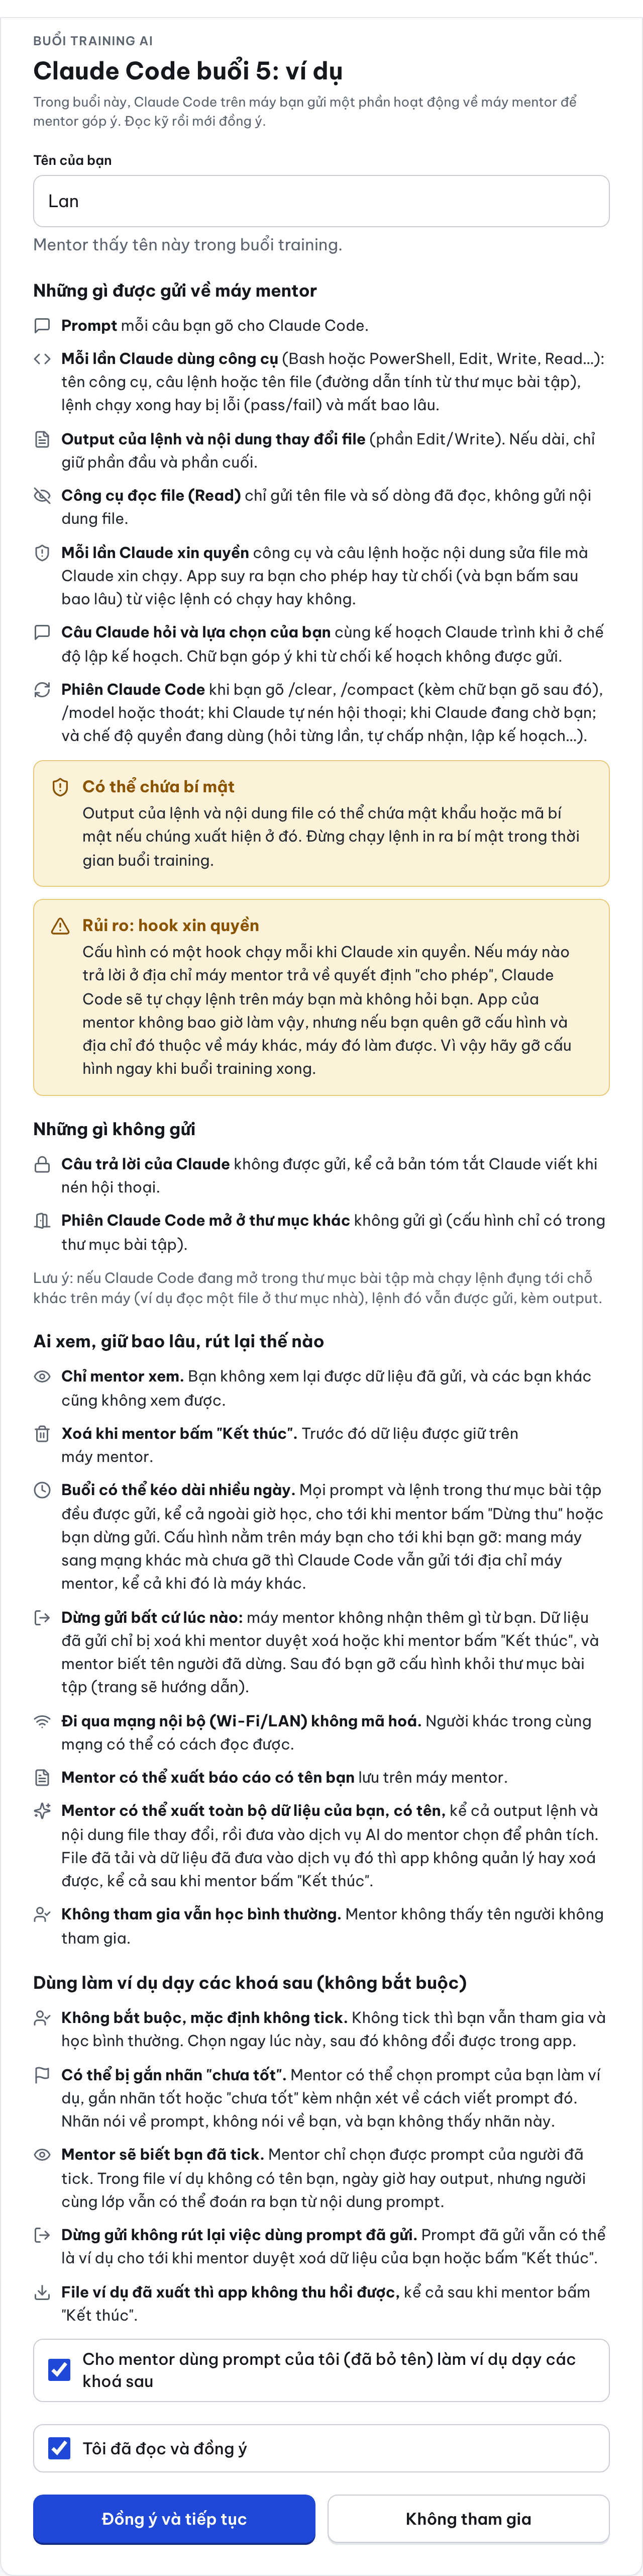 BUỔI TRAINING AI
Claude Code buổi 5: ví dụ
Trong buổi này, Claude Code trên máy bạn gửi một phần hoạt động về máy mentor để
mentor góp ý. Đọc kỹ rồi mới đồng ý.
Tên của bạn
Lan
Mentor thấy tên này trong buổi training.
Những gì được gửi về máy mentor
Prompt mỗi câu bạn gõ cho Claude Code.
Mỗi lần Claude dùng công cụ (Bash hoặc PowerShell, Edit, Write, Read...):
tên công cụ, câu lệnh hoặc tên file (đường dẫn tính từ thư mục bài tập),
lệnh chạy xong hay bị lỗi (pass/fail) và mất bao lâu.
Output của lệnh và nội dung thay đổi file (phần Edit/Write). Nếu dài, chỉ
giữ phần đầu và phần cuối.
Công cụ đọc file (Read) chỉ gửi tên file và số dòng đã đọc, không gửi nội
dung file.
Mỗi lần Claude xin quyền công cụ và câu lệnh hoặc nội dung sửa file mà
Claude xin chạy. App suy ra bạn cho phép hay từ chối (và bạn bấm sau
bao lâu) từ việc lệnh có chạy hay không.
Câu Claude hỏi và lựa chọn của bạn cùng kế hoạch Claude trình khi ở chế
độ lập kế hoạch. Chữ bạn góp ý khi từ chối kế hoạch không được gửi.
Phiên Claude Code khi bạn gõ /clear, /compact (kèm chữ bạn gõ sau đó),
/model hoặc thoát; khi Claude tự nén hội thoại; khi Claude đang chờ bạn;
và chế độ quyền đang dùng (hỏi từng lần, tự chấp nhận, lập kế hoạch...).
Có thể chứa bí mật
Output của lệnh và nội dung file có thể chứa mật khẩu hoặc mã bí
mật nếu chúng xuất hiện ở đó. Đừng chạy lệnh in ra bí mật trong thời
gian buổi training.
Rủi ro: hook xin quyền
Cấu hình có một hook chạy mỗi khi Claude xin quyền. Nếu máy nào
trả lời ở địa chỉ máy mentor trả về quyết định "cho phép", Claude
Code sẽ tự chạy lệnh trên máy bạn mà không hỏi bạn. App của
mentor không bao giờ làm vậy, nhưng nếu bạn quên gỡ cấu hình và
địa chỉ đó thuộc về máy khác, máy đó làm được. Vì vậy hãy gỡ cấu
hình ngay khi buổi training xong.
Những gì không gửi
Câu trả lời của Claude không được gửi, kể cả bản tóm tắt Claude viết khi
nén hội thoại.
Phiên Claude Code mở ở thư mục khác không gửi gì (cấu hình chỉ có trong
thư mục bài tập).
Lưu ý: nếu Claude Code đang mở trong thư mục bài tập mà chạy lệnh đụng tới chỗ
khác trên máy (ví dụ đọc một file ở thư mục nhà), lệnh đó vẫn được gửi, kèm output.
Ai xem, giữ bao lâu, rút lại thế nào
Chỉ mentor xem. Bạn không xem lại được dữ liệu đã gửi, và các bạn khác
cũng không xem được.
Xoá khi mentor bấm "Kết thúc". Trước đó dữ liệu được giữ trên
máy mentor.
Buổi có thể kéo dài nhiều ngày. Mọi prompt và lệnh trong thư mục bài tập
đều được gửi, kể cả ngoài giờ học, cho tới khi mentor bấm "Dừng thu" hoặc
bạn dừng gửi. Cấu hình nằm trên máy bạn cho tới khi bạn gỡ: mang máy
sang mạng khác mà chưa gỡ thì Claude Code vẫn gửi tới địa chỉ máy
mentor, kể cả khi đó là máy khác.
Dừng gửi bất cứ lúc nào: máy mentor không nhận thêm gì từ bạn. Dữ liệu
đã gửi chỉ bị xoá khi mentor duyệt xoá hoặc khi mentor bấm "Kết thúc", và
mentor biết tên người đã dừng. Sau đó bạn gỡ cấu hình khỏi thư mục bài
tập (trang sẽ hướng dẫn).
Đi qua mạng nội bộ (Wi-Fi/LAN) không mã hoá. Người khác trong cùng
mạng có thể có cách đọc được.
Mentor có thể xuất báo cáo có tên bạn lưu trên máy mentor.
Mentor có thể xuất toàn bộ dữ liệu của bạn, có tên, kể cả output lệnh và
nội dung file thay đổi, rồi đưa vào dịch vụ AI do mentor chọn để phân tích.
File đã tải và dữ liệu đã đưa vào dịch vụ đó thì app không quản lý hay xoá
được, kể cả sau khi mentor bấm "Kết thúc".
Không tham gia vẫn học bình thường. Mentor không thấy tên người không
tham gia.
Dùng làm ví dụ dạy các khoá sau (không bắt buộc)
Không bắt buộc, mặc định không tick. Không tick thì bạn vẫn tham gia và
học bình thường. Chọn ngay lúc này, sau đó không đổi được trong app.
Có thể bị gắn nhãn "chưa tốt". Mentor có thể chọn prompt của bạn làm ví
dụ, gắn nhãn tốt hoặc "chưa tốt" kèm nhận xét về cách viết prompt đó.
Nhãn nói về prompt, không nói về bạn, và bạn không thấy nhãn này.
Mentor sẽ biết bạn đã tick. Mentor chỉ chọn được prompt của người đã
tick. Trong file ví dụ không có tên bạn, ngày giờ hay output, nhưng người
cùng lớp vẫn có thể đoán ra bạn từ nội dung prompt.
Dừng gửi không rút lại việc dùng prompt đã gửi. Prompt đã gửi vẫn có thể
là ví dụ cho tới khi mentor duyệt xoá dữ liệu của bạn hoặc bấm "Kết thúc".
File ví dụ đã xuất thì app không thu hồi được, kể cả sau khi mentor bấm
"Kết thúc".
Cho mentor dùng prompt của tôi (đã bỏ tên) làm ví dụ dạy các
khoá sau
Tôi đã đọc và đồng ý
Đồng ý và tiếp tục
Không tham gia